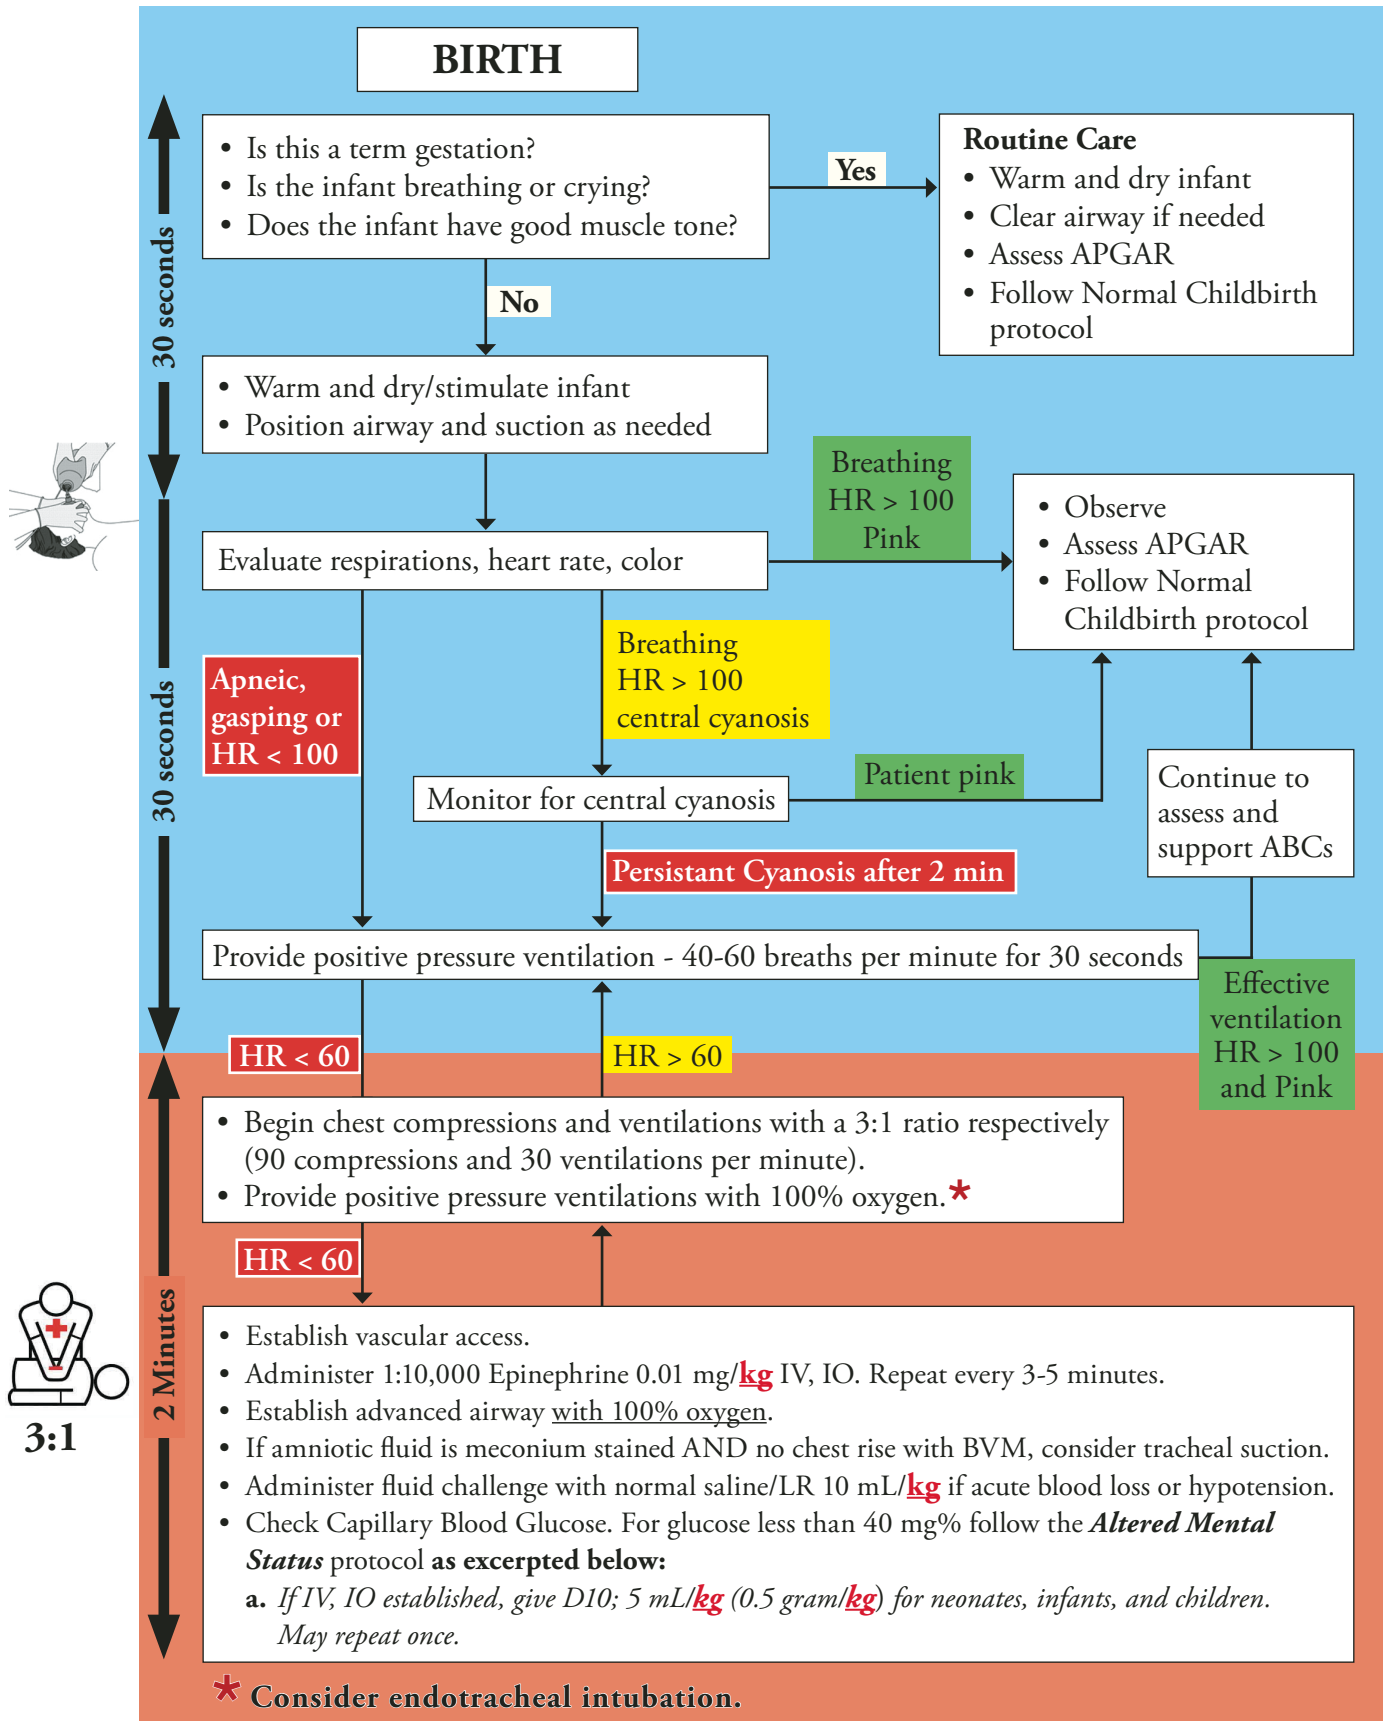 BIRTH
• Is this a term gestation?
• Is the infant breathing or crying?
• Does the infant have good muscle tone?
Yes
Routine Care
• Warm and dry infant
• Clear airway if needed
• Assess APGAR
• Follow Normal Childbirth
protocol
30 seconds
No
• Warm and dry/stimulate infant
• Position airway and suction as needed
Breathing
HR > 100
Pink
• Observe
• Assess APGAR
• Follow Normal
Childbirth protocol
Evaluate respirations, heart rate, color
30 seconds
Apneic,
gasping or
HR < 100
Breathing
HR > 100
central cyanosis
Monitor for central cyanosis
Patient pink
Continue to
assess and
support ABCs
Persistant Cyanosis after 2 min
Provide positive pressure ventilation - 40-60 breaths per minute for 30 seconds
Effective
ventilation
HR > 100
and Pink
HR < 60
HR > 60
• Begin chest compressions and ventilations with a 3:1 ratio respectively
(90 compressions and 30 ventilations per minute).
• Provide positive pressure ventilations with 100% oxygen.*
HR < 60
2 Minutes
3:1
• Establish vascular access.
• Administer 1:10,000 Epinephrine 0.01 mg/kg IV, IO. Repeat every 3-5 minutes.
• Establish advanced airway with 100% oxygen.
• If amniotic fluid is meconium stained AND no chest rise with BVM, consider tracheal suction.
• Administer fluid challenge with normal saline/LR 10 mL/kg if acute blood loss or hypotension.
• Check Capillary Blood Glucose. For glucose less than 40 mg% follow the Altered Mental
Status protocol as excerpted below:
a. If IV, IO established, give D10; 5 mL/kg (0.5 gram/kg) for neonates, infants, and children.
May repeat once.
* Consider endotracheal intubation.